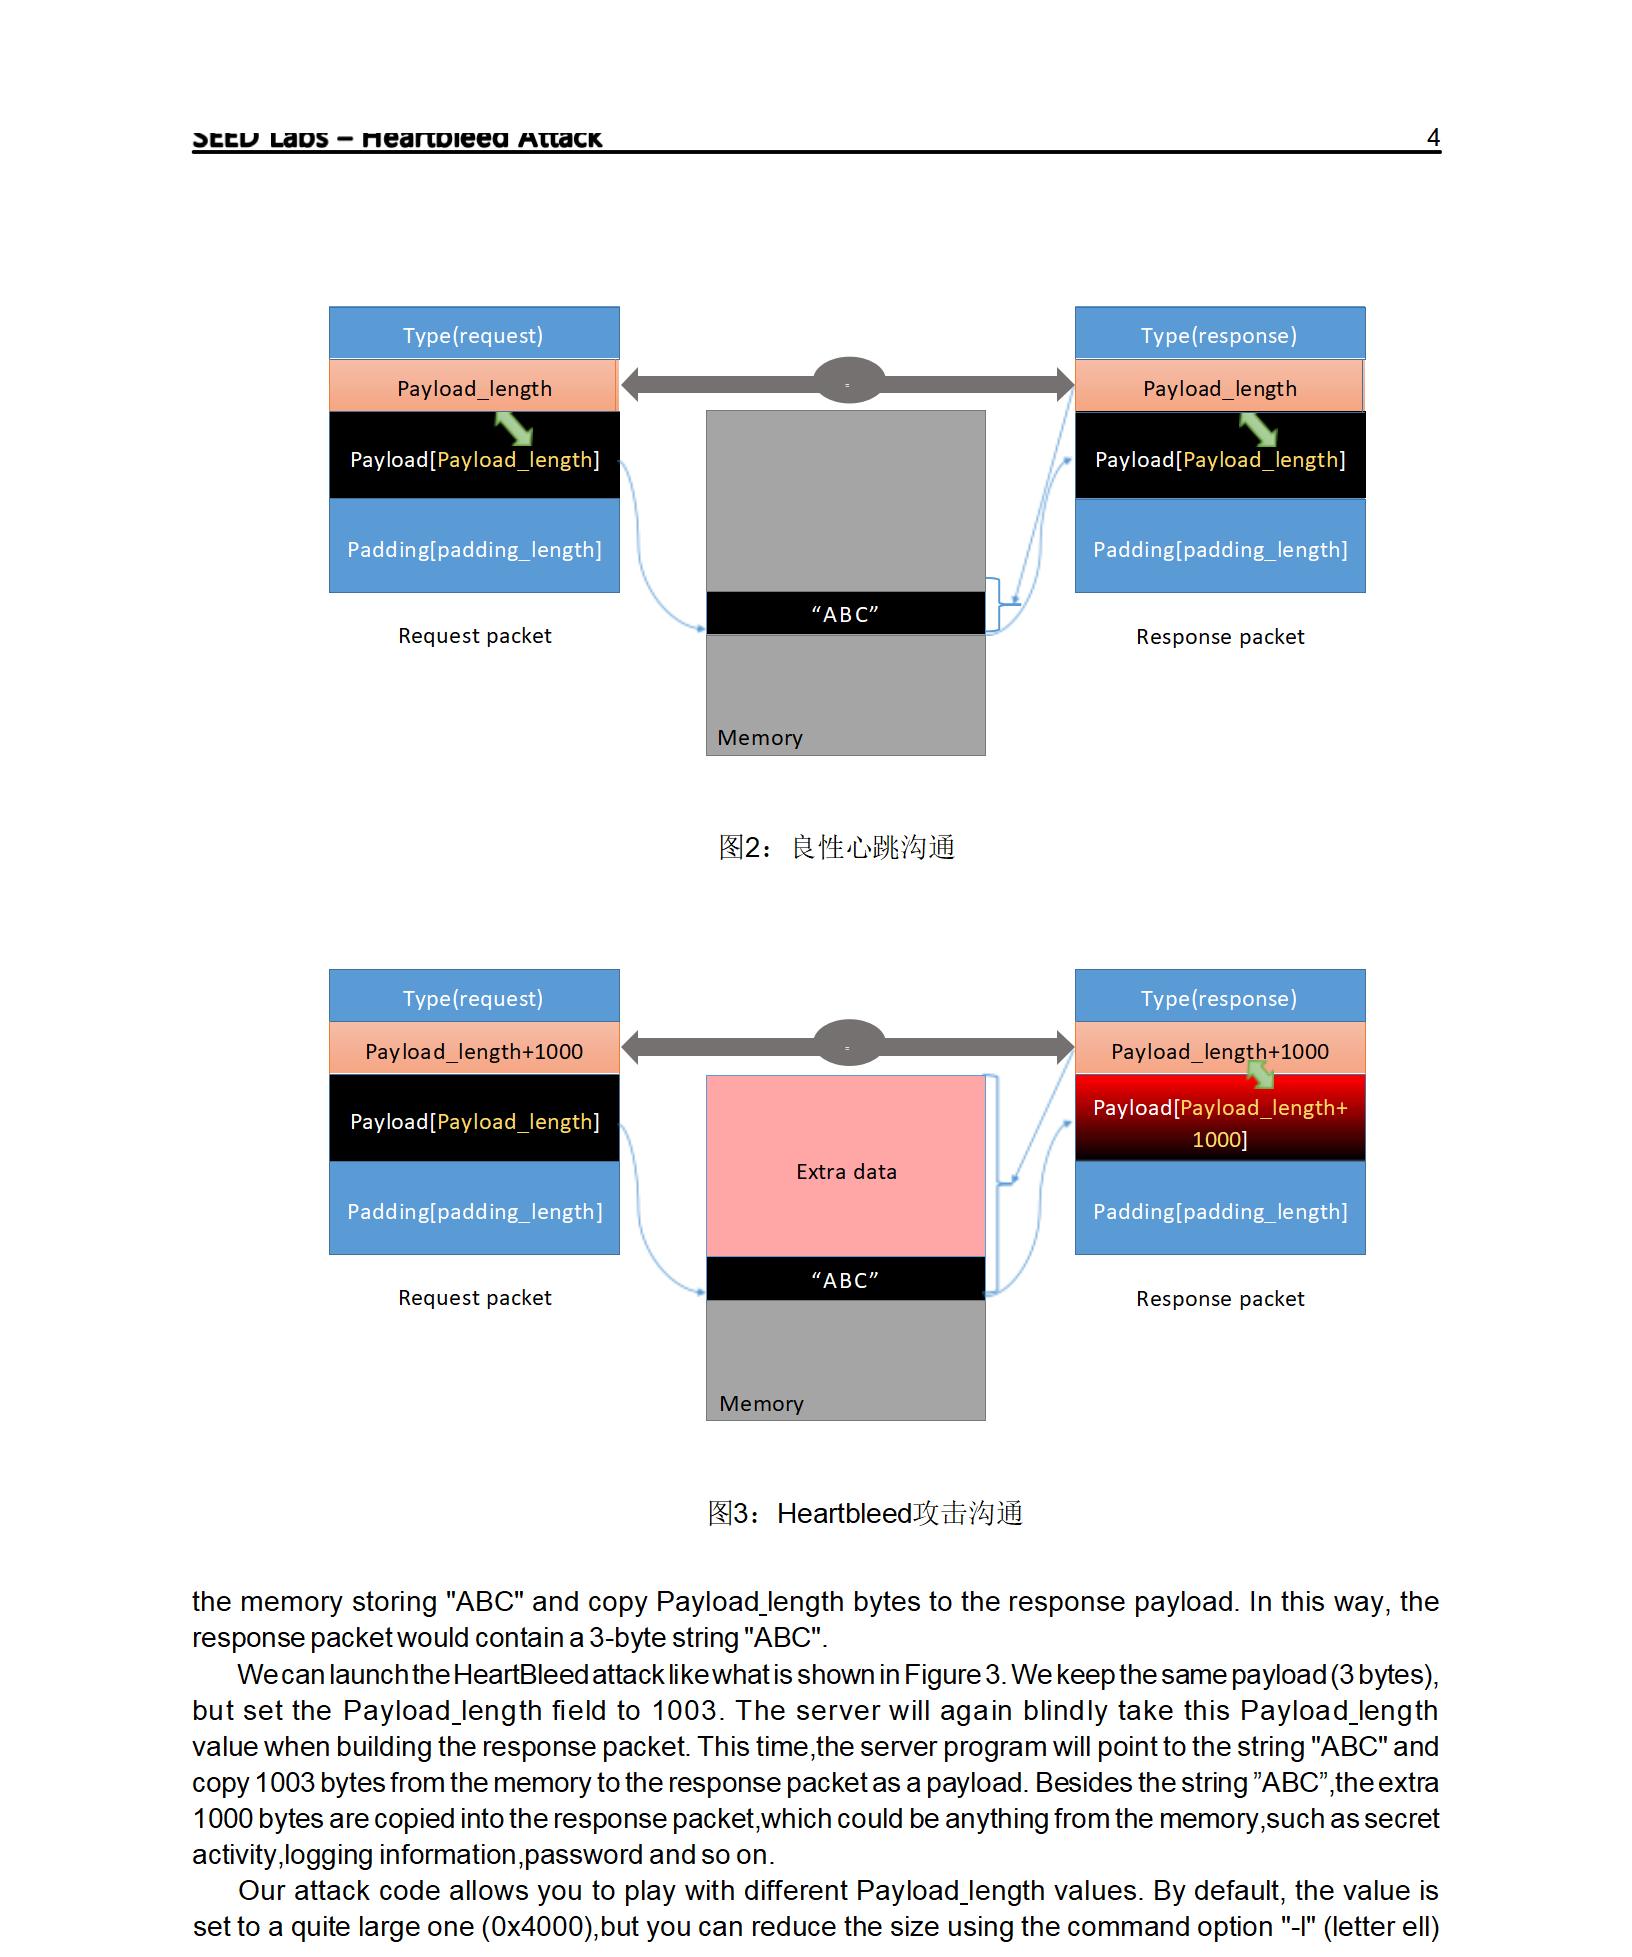 SEED Labs – Heartbleed Attack 4
Type(request)
Payload_length
Payload[Payload_length]
Padding[padding_length]
Request packet
=
“ABC”
Memory
Type(response)
Payload_length
Payload[Payload_length]
Padding[padding_length]
Response packet
图2：良性心跳沟通
Type(request)
Payload_length+1000
Payload[Payload_length]
Padding[padding_length]
Request packet
=
Extra data
“ABC”
Memory
Type(response)
Payload_length+1000
Payload[Payload_length+
1000]
Padding[padding_length]
Response packet
图3：Heartbleed攻击沟通
the memory storing "ABC" and copy Payload_length bytes to the response payload. In this way, the
response packet would contain a 3-byte string "ABC".
We can launch the HeartBleed attack like what is shown in Figure 3. We keep the same payload (3 bytes),
but set the Payload_length field to 1003. The server will again blindly take this Payload_length
value when building the response packet. This time,the server program will point to the string "ABC" and
copy 1003 bytes from the memory to the response packet as a payload. Besides the string ”ABC”,the extra
1000 bytes are copied into the response packet,which could be anything from the memory,such as secret
activity,logging information,password and so on.
Our attack code allows you to play with different Payload_length values. By default, the value is
set to a quite large one (0x4000),but you can reduce the size using the command option "-l" (letter ell)